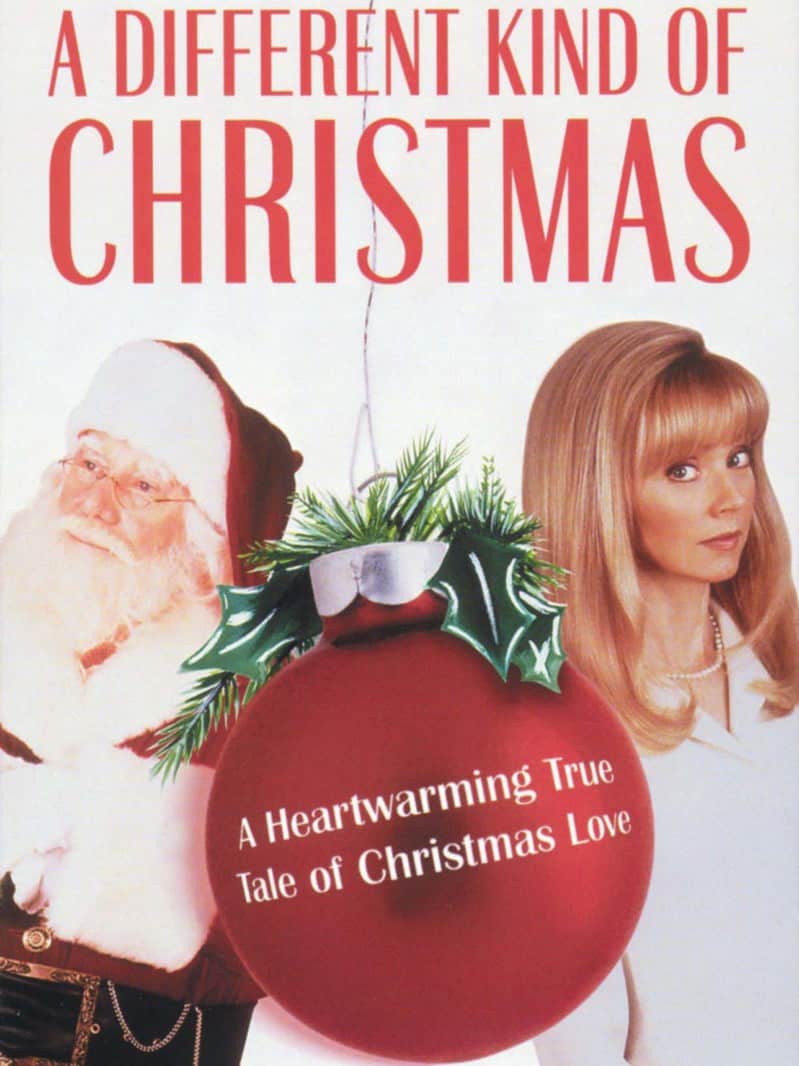 A DIFFERENT KIND OF
CHRISTMAS
A Heartwarming True
Tale of Christmas Love